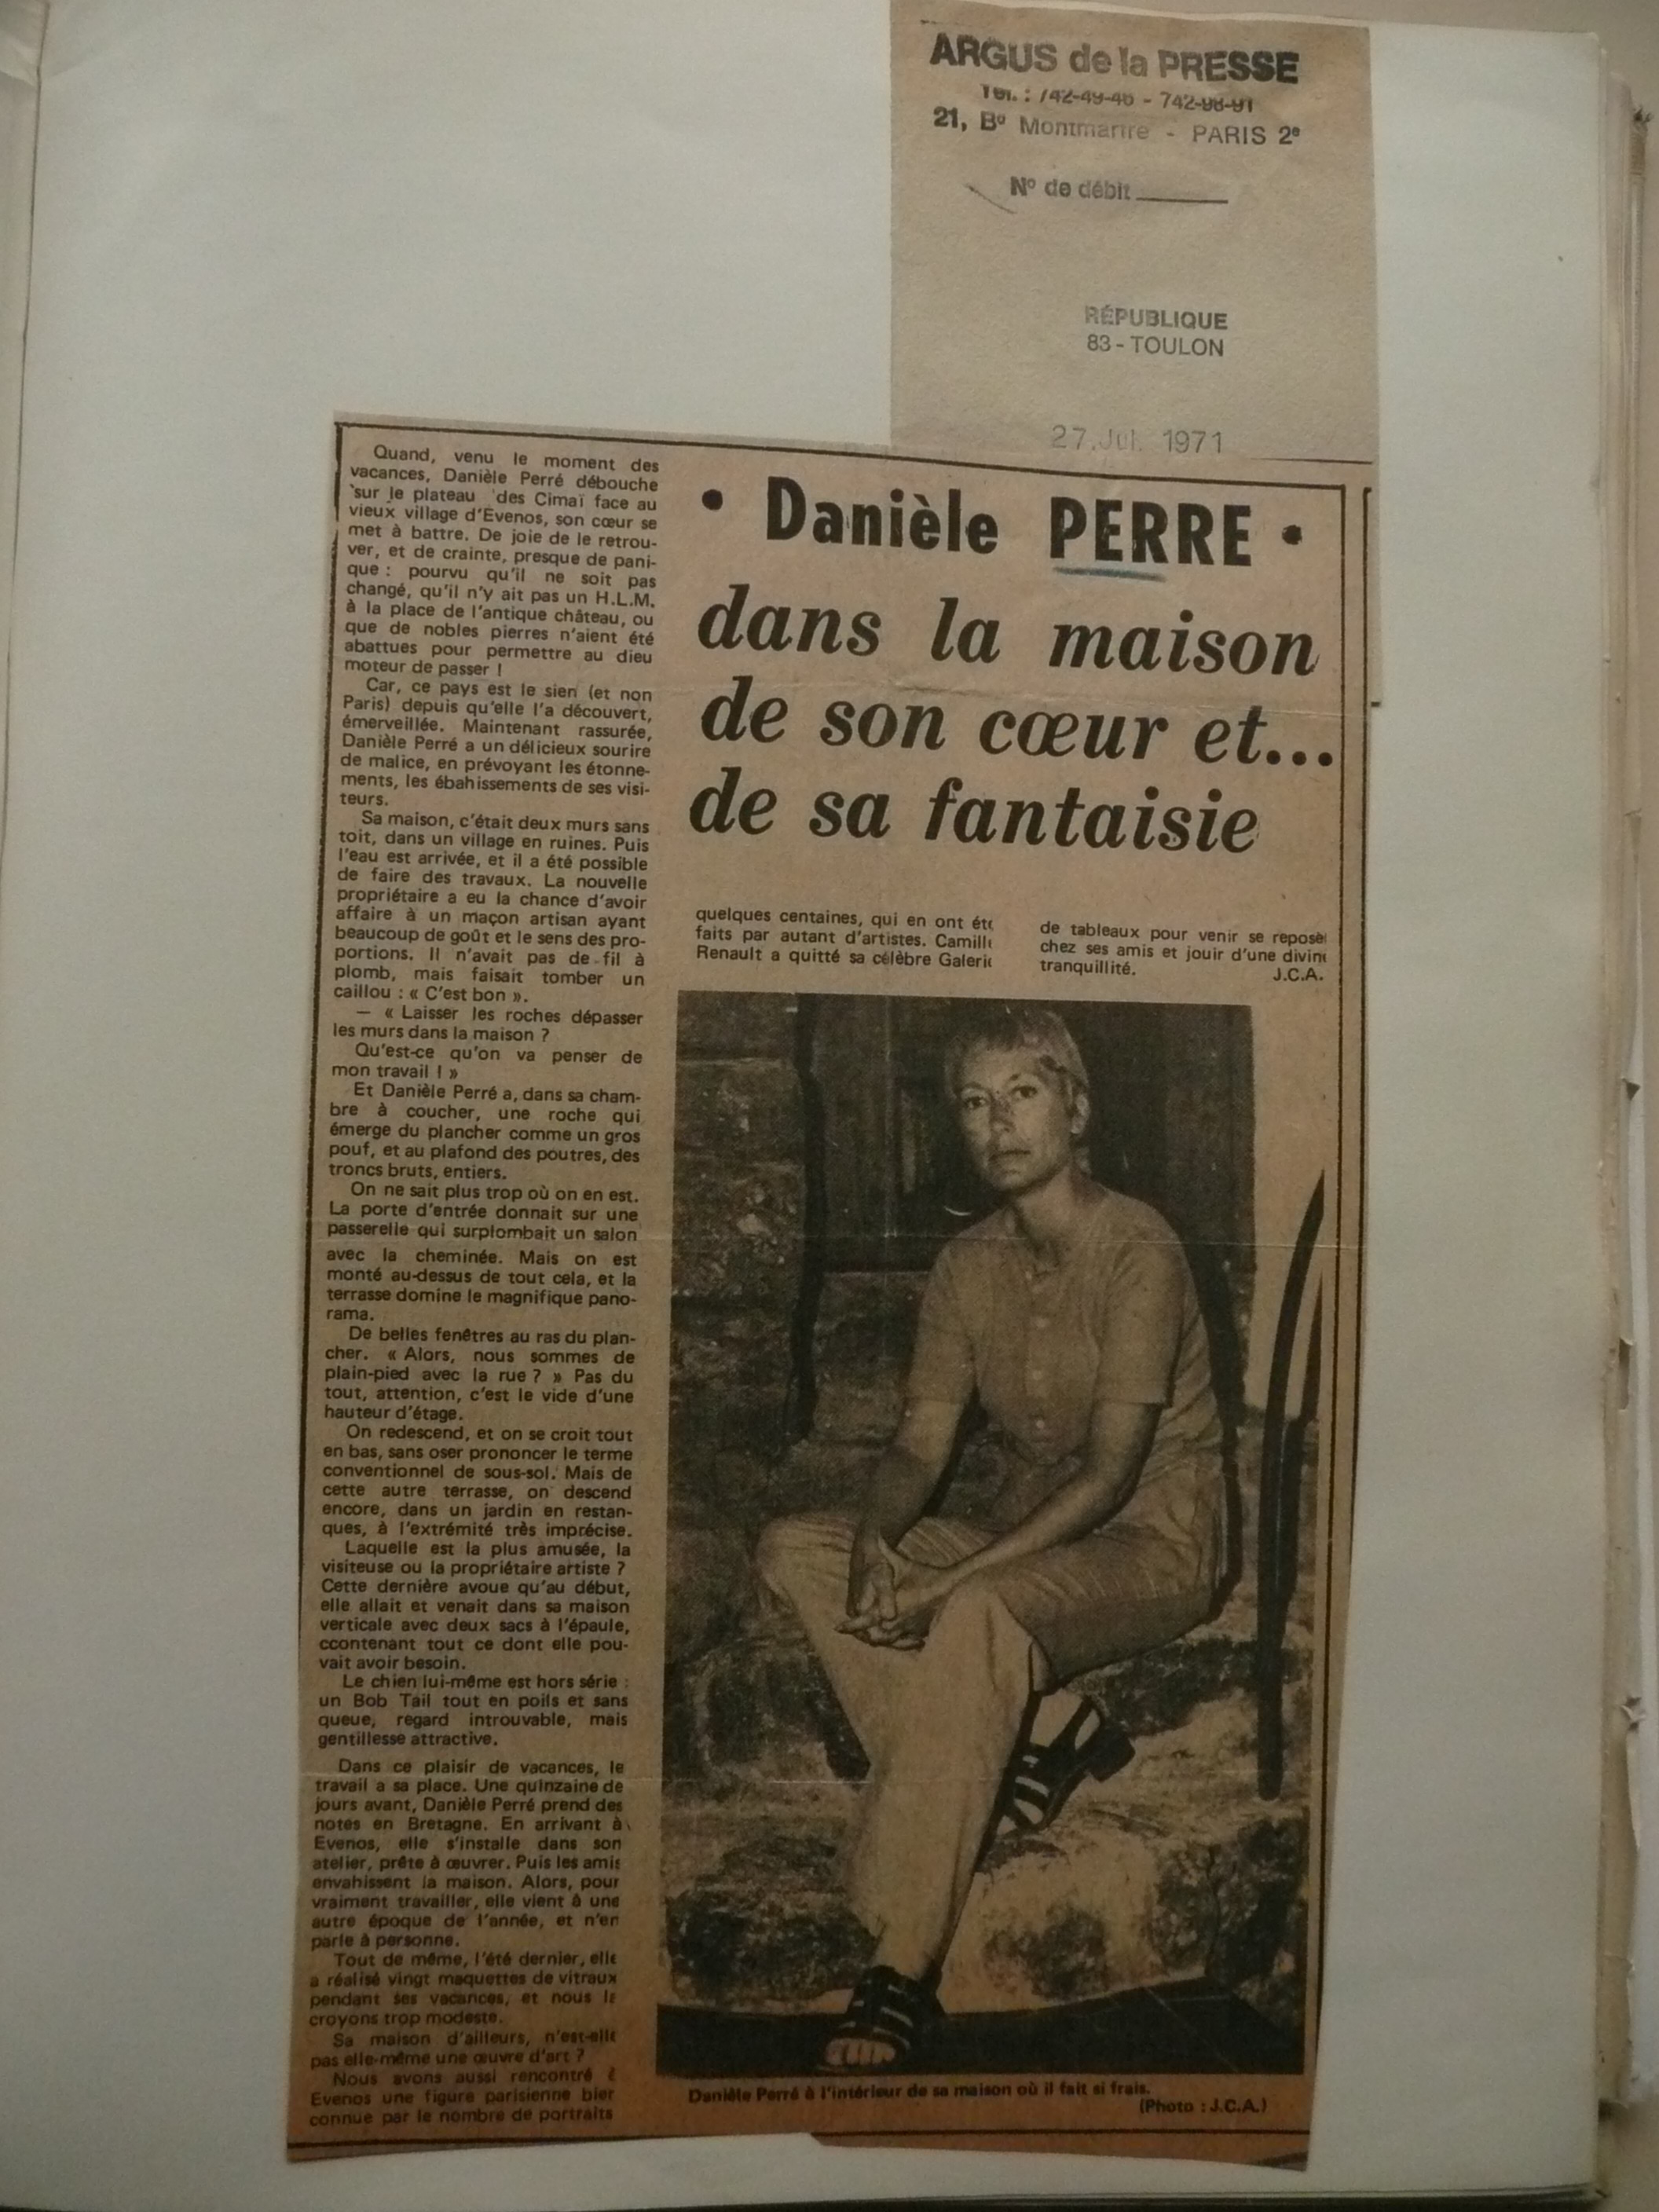 ARGUS de la PRESSE
Tél. : 742-49-46 - 742-98-91
21, Bd Montmartre - PARIS 2e
N° de débit
RÉPUBLIQUE
83 - TOULON
27. Jul. 1971
• Danièle PERRE •
dans la maison
de son cœur et...
de sa fantaisie
Quand, venu le moment des
vacances, Danièle Perré débouche
sur le plateau des Cimaï face au
vieux village d'Evenos, son cœur se
met à battre. De joie de le retrou-
ver, et de crainte, presque de pani-
que : pourvu qu'il ne soit pas
changé, qu'il n'y ait pas un H.L.M.
à la place de l'antique château, ou
que de nobles pierres n'aient été
abattues pour permettre au dieu
moteur de passer !
Car, ce pays est le sien (et non
Paris) depuis qu'elle l'a découvert,
émerveillée. Maintenant rassurée,
Danièle Perré a un délicieux sourire
de malice, en prévoyant les étonne-
ments, les ébahissements de ses visi-
teurs.
Sa maison, c'était deux murs sans
toit, dans un village en ruines. Puis
l'eau est arrivée, et il a été possible
de faire des travaux. La nouvelle
propriétaire a eu la chance d'avoir
affaire à un maçon artisan ayant
beaucoup de goût et le sens des pro-
portions. Il n'avait pas de fil à
plomb, mais faisait tomber un
caillou : « C'est bon ».
— « Laisser les roches dépasser
les murs dans la maison ?
Qu'est-ce qu'on va penser de
mon travail ! »
Et Danièle Perré a, dans sa cham-
bre à coucher, une roche qui
émerge du plancher comme un gros
pouf, et au plafond des poutres, des
troncs bruts, entiers.
On ne sait plus trop où on en est.
La porte d'entrée donnait sur une
passerelle qui surplombait un salon
avec la cheminée. Mais on est
monté au-dessus de tout cela, et la
terrasse domine le magnifique pano-
rama.
De belles fenêtres au ras du plan-
cher. « Alors, nous sommes de
plain-pied avec la rue ? » Pas du
tout, attention, c'est le vide d'une
hauteur d'étage.
On redescend, et on se croit tout
en bas, sans oser prononcer le terme
conventionnel de sous-sol. Mais de
cette autre terrasse, on descend
encore, dans un jardin en restan-
ques, à l'extrémité très imprécise.
Laquelle est la plus amusée, la
visiteuse ou la propriétaire artiste ?
Cette dernière avoue qu'au début,
elle allait et venait dans sa maison
verticale avec deux sacs à l'épaule,
ccontenant tout ce dont elle pou-
vait avoir besoin.
Le chien lui-même est hors série :
un Bob Tail tout en poils et sans
queue, regard introuvable, mais
gentillesse attractive.
Dans ce plaisir de vacances, le
travail a sa place. Une quinzaine de
jours avant, Danièle Perré prend des
notes en Bretagne. En arrivant à
Evenos, elle s'installe dans son
atelier, prête à œuvrer. Puis les amis
envahissent la maison. Alors, pour
vraiment travailler, elle vient à une
autre époque de l'année, et n'en
parle à personne.
Tout de même, l'été dernier, elle
a réalisé vingt maquettes de vitraux
pendant ses vacances, et nous la
croyons trop modeste.
Sa maison d'ailleurs, n'est-elle
pas elle-même une œuvre d'art ?
Nous avons aussi rencontré à
Evenos une figure parisienne bien
connue par le nombre de portraits
quelques centaines, qui en ont été
faits par autant d'artistes. Camille
Renault a quitté sa célèbre Galerie
de tableaux pour venir se reposer
chez ses amis et jouir d'une divine
tranquillité.
J.C.A.
Danièle Perré à l'intérieur de sa maison où il fait si frais.
(Photo : J.C.A.)